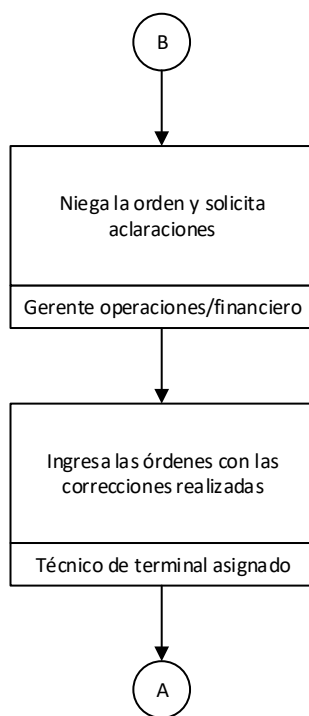 B
Niega la orden y solicita
aclaraciones
Gerente operaciones/financiero
Ingresa las órdenes con las
correcciones realizadas
Técnico de terminal asignado
A